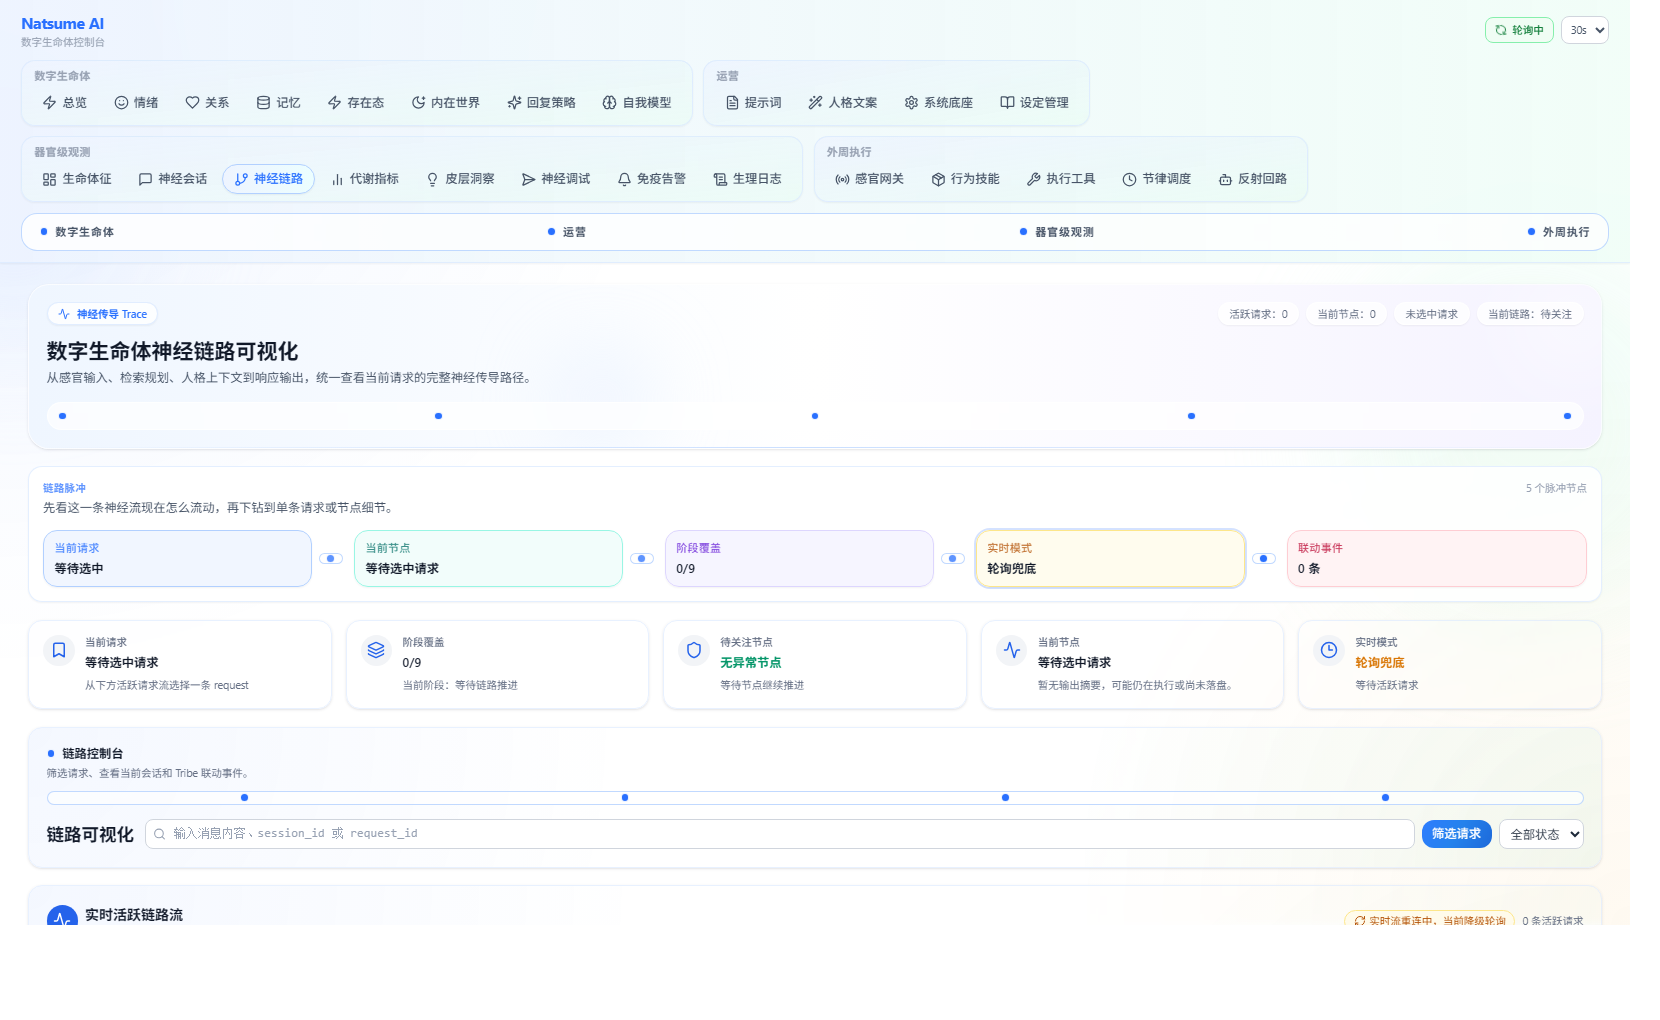 Natsume AI
数字生命体控制台
轮询中
30s
数字生命体
总览 情绪 关系 记忆 存在态 内在世界 回复策略 自我模型
运营
提示词 人格文案 系统底座 设定管理
器官级观测
生命体征 神经会话 神经链路 代谢指标 皮层洞察 神经调试 免疫告警 生理日志
外周执行
感官网关 行为技能 执行工具 节律调度 反射回路
数字生命体 运营 器官级观测 外周执行
神经传导 Trace
活跃请求：0 当前节点：0 未选中请求 当前链路：待关注
数字生命体神经链路可视化
从感官输入、检索规划、人格上下文到响应输出，统一查看当前请求的完整神经传导路径。
链路脉冲
5 个脉冲节点
先看这一条神经流现在怎么流动，再下钻到单条请求或节点细节。
当前请求
等待选中
当前节点
等待选中请求
阶段覆盖
0/9
实时模式
轮询兜底
联动事件
0 条
当前请求
等待选中请求
从下方活跃请求流选择一条 request
阶段覆盖
0/9
当前阶段：等待链路推进
待关注节点
无异常节点
等待节点继续推进
当前节点
等待选中请求
暂无输出摘要，可能仍在执行或尚未落盘。
实时模式
轮询兜底
等待活跃请求
链路控制台
筛选请求、查看当前会话和 Tribe 联动事件。
链路可视化
输入消息内容、session_id 或 request_id
筛选请求
全部状态
实时活跃链路流
实时流重连中，当前降级轮询
0 条活跃请求